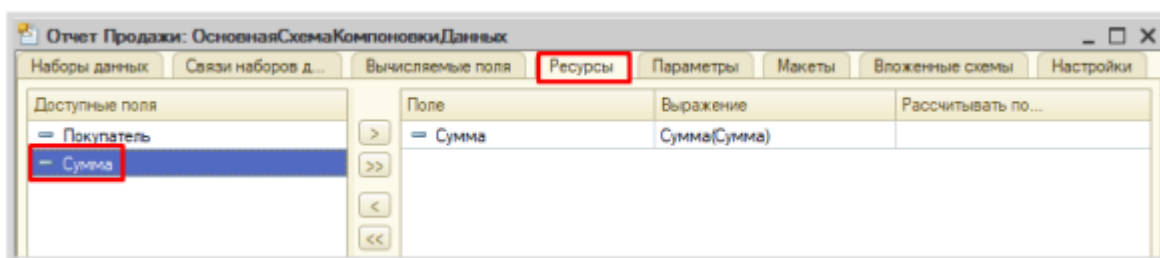 Отчет Продажи: ОсновнаяСхемаКомпоновкиДанных
Наборы данных Связи наборов д... Вычисляемые поля Ресурсы Параметры Макеты Вложенные схемы Настройки
Доступные поля Поле Выражение Рассчитывать по...
Покупатель > Сумма Сумма(Сумма)
Сумма >>
<
<<